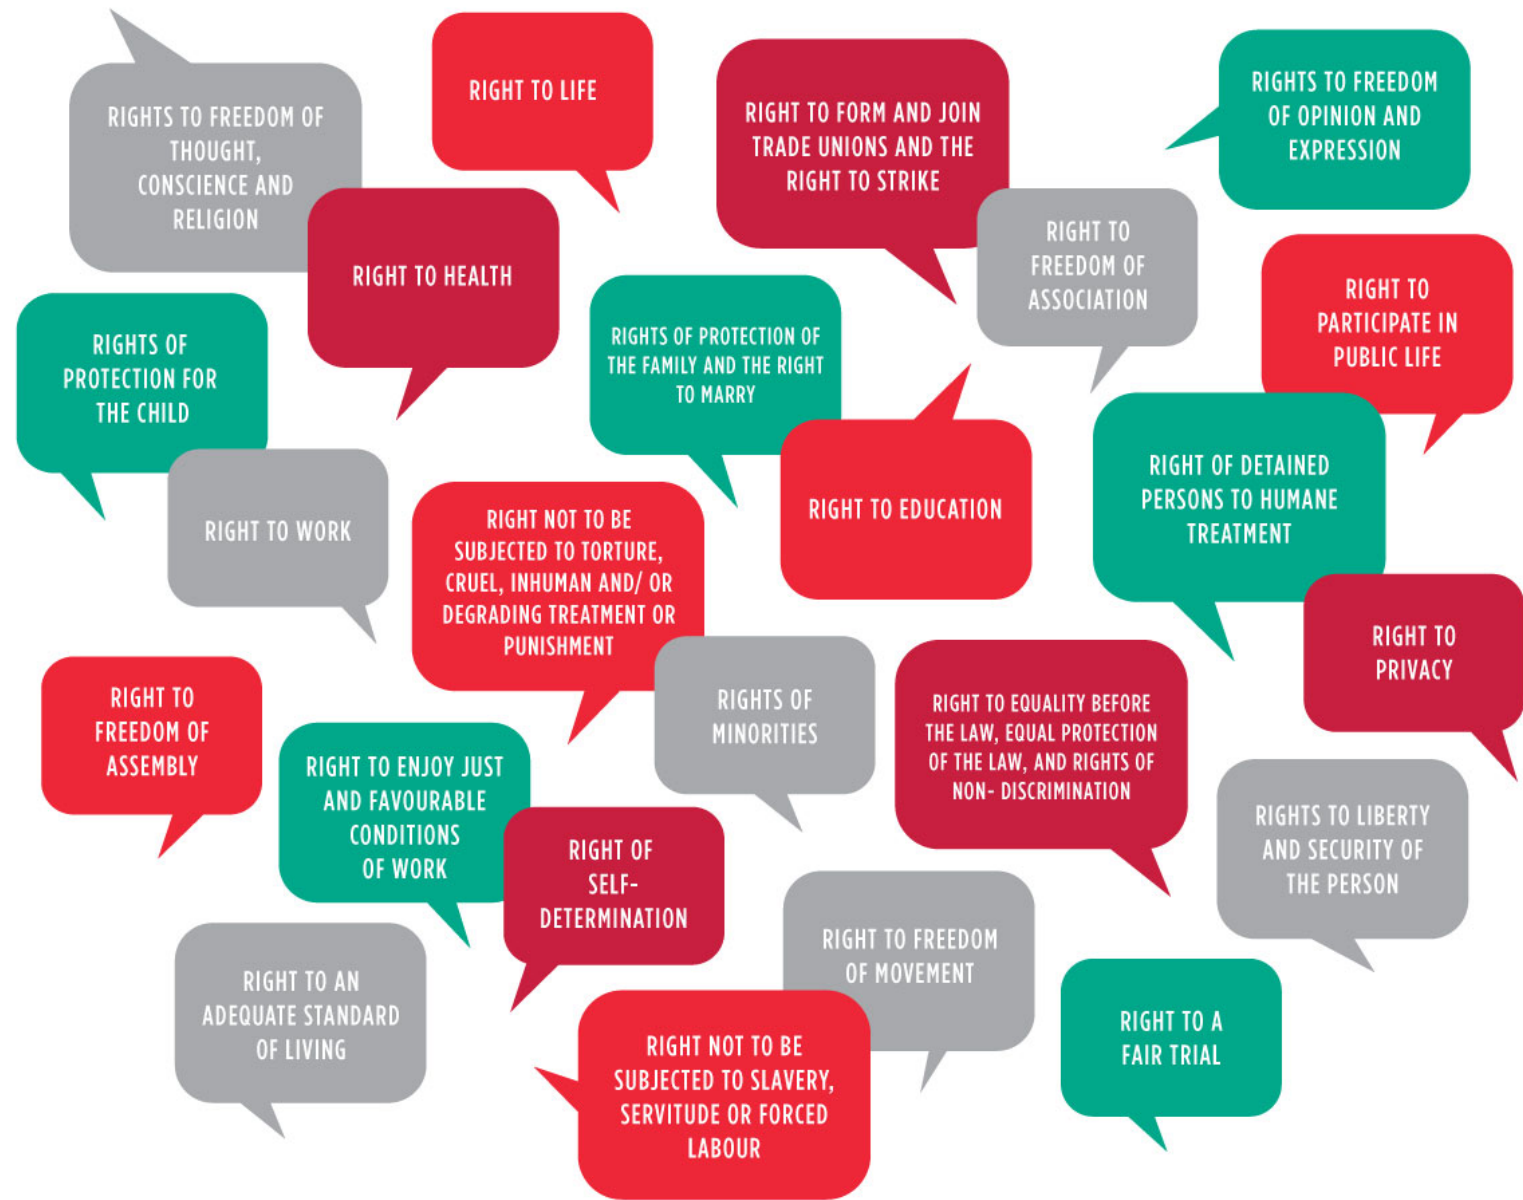 RIGHTS TO FREEDOM OF
THOUGHT,
CONSCIENCE AND
RELIGION
RIGHT TO LIFE
RIGHT TO FORM AND JOIN
TRADE UNIONS AND THE
RIGHT TO STRIKE
RIGHTS TO FREEDOM
OF OPINION AND
EXPRESSION
RIGHT TO HEALTH
RIGHT TO
FREEDOM OF
ASSOCIATION
RIGHT TO
PARTICIPATE IN
PUBLIC LIFE
RIGHTS OF
PROTECTION FOR
THE CHILD
RIGHTS OF PROTECTION OF
THE FAMILY AND THE RIGHT
TO MARRY
RIGHT TO WORK
RIGHT NOT TO BE
SUBJECTED TO TORTURE,
CRUEL, INHUMAN AND/ OR
DEGRADING TREATMENT OR
PUNISHMENT
RIGHT TO EDUCATION
RIGHT OF DETAINED
PERSONS TO HUMANE
TREATMENT
RIGHT TO
PRIVACY
RIGHT TO
FREEDOM OF
ASSEMBLY
RIGHTS OF
MINORITIES
RIGHT TO EQUALITY BEFORE
THE LAW, EQUAL PROTECTION
OF THE LAW, AND RIGHTS OF
NON- DISCRIMINATION
RIGHT TO ENJOY JUST
AND FAVOURABLE
CONDITIONS
OF WORK
RIGHT OF
SELF-
DETERMINATION
RIGHTS TO LIBERTY
AND SECURITY OF
THE PERSON
RIGHT TO AN
ADEQUATE STANDARD
OF LIVING
RIGHT TO FREEDOM
OF MOVEMENT
RIGHT NOT TO BE
SUBJECTED TO SLAVERY,
SERVITUDE OR FORCED
LABOUR
RIGHT TO A
FAIR TRIAL